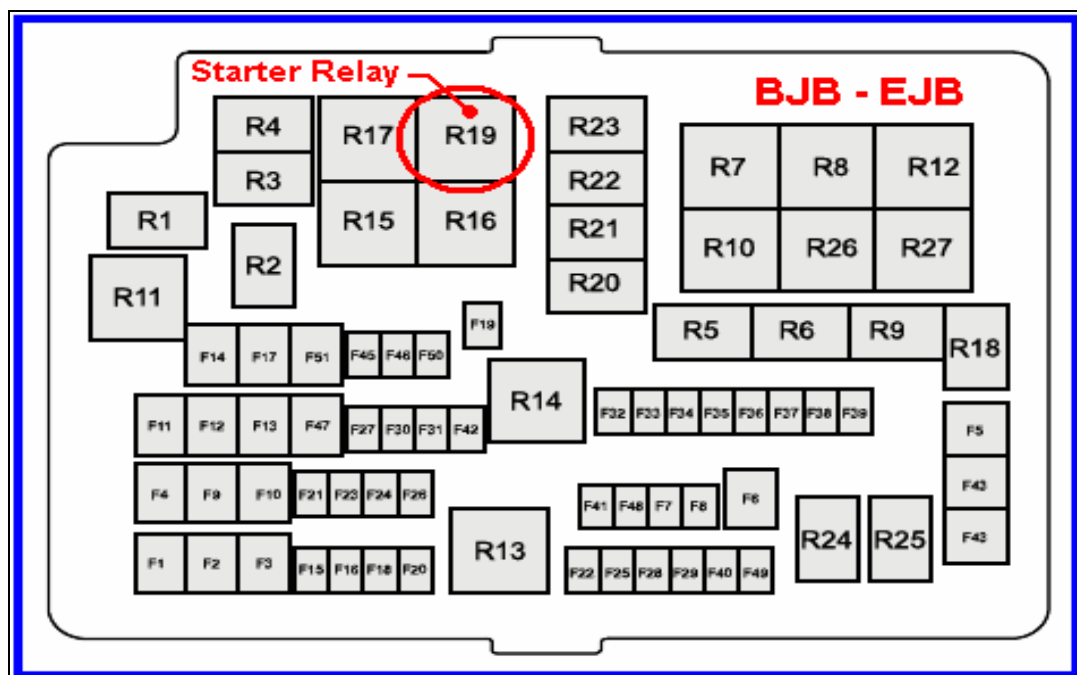 Starter Relay
BJB - EJB
R4 R17 R19 R23
R3 R22
R7 R8 R12
R1 R15 R16 R21
R2 R10 R26 R27
R11 R20
F19 R5 R6 R9 R18
F14 F17 F51 F45 F46 F50
R14
F11 F12 F13 F47 F27 F30 F31 F42 F32 F33 F34 F35 F36 F37 F38 F39 F5
F4 F9 F10 F21 F23 F24 F26 F41 F48 F7 F8 F6 F43
R13 R24 R25 F43
F1 F2 F3 F15 F16 F18 F20 F22 F25 F28 F29 F40 F49